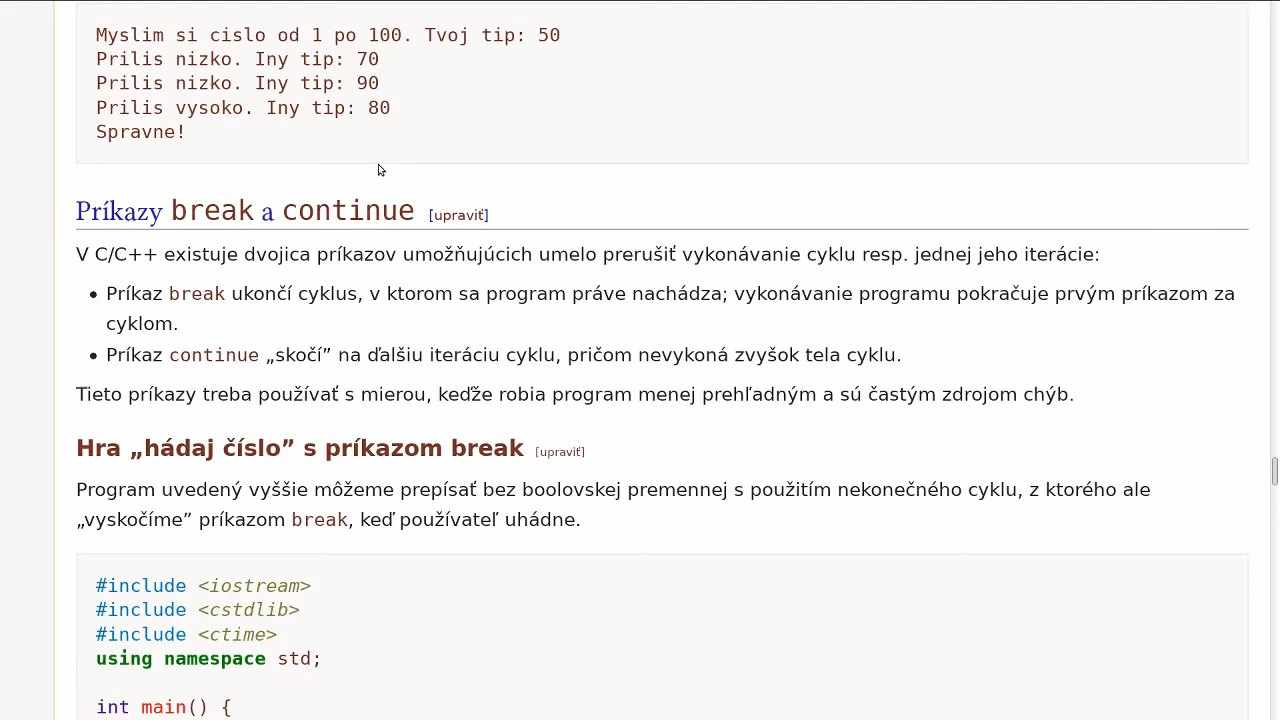 Myslim si cislo od 1 po 100. Tvoj tip: 50
Prilis nizko. Iny tip: 70
Prilis nizko. Iny tip: 90
Prilis vysoko. Iny tip: 80
Spravne!
Príkazy break a continue [upraviť]
V C/C++ existuje dvojica príkazov umožňujúcich umelo prerušiť vykonávanie cyklu resp. jednej jeho iterácie:
• Príkaz break ukončí cyklus, v ktorom sa program práve nachádza; vykonávanie programu pokračuje prvým príkazom za
cyklom.
• Príkaz continue „skočí” na ďalšiu iteráciu cyklu, pričom nevykoná zvyšok tela cyklu.
Tieto príkazy treba používať s mierou, keďže robia program menej prehľadným a sú častým zdrojom chýb.
Hra „hádaj číslo” s príkazom break [upraviť]
Program uvedený vyššie môžeme prepísať bez boolovskej premennej s použitím nekonečného cyklu, z ktorého ale
„vyskočíme” príkazom break, keď používateľ uhádne.
#include <iostream>
#include <cstdlib>
#include <ctime>
using namespace std;
int main() {